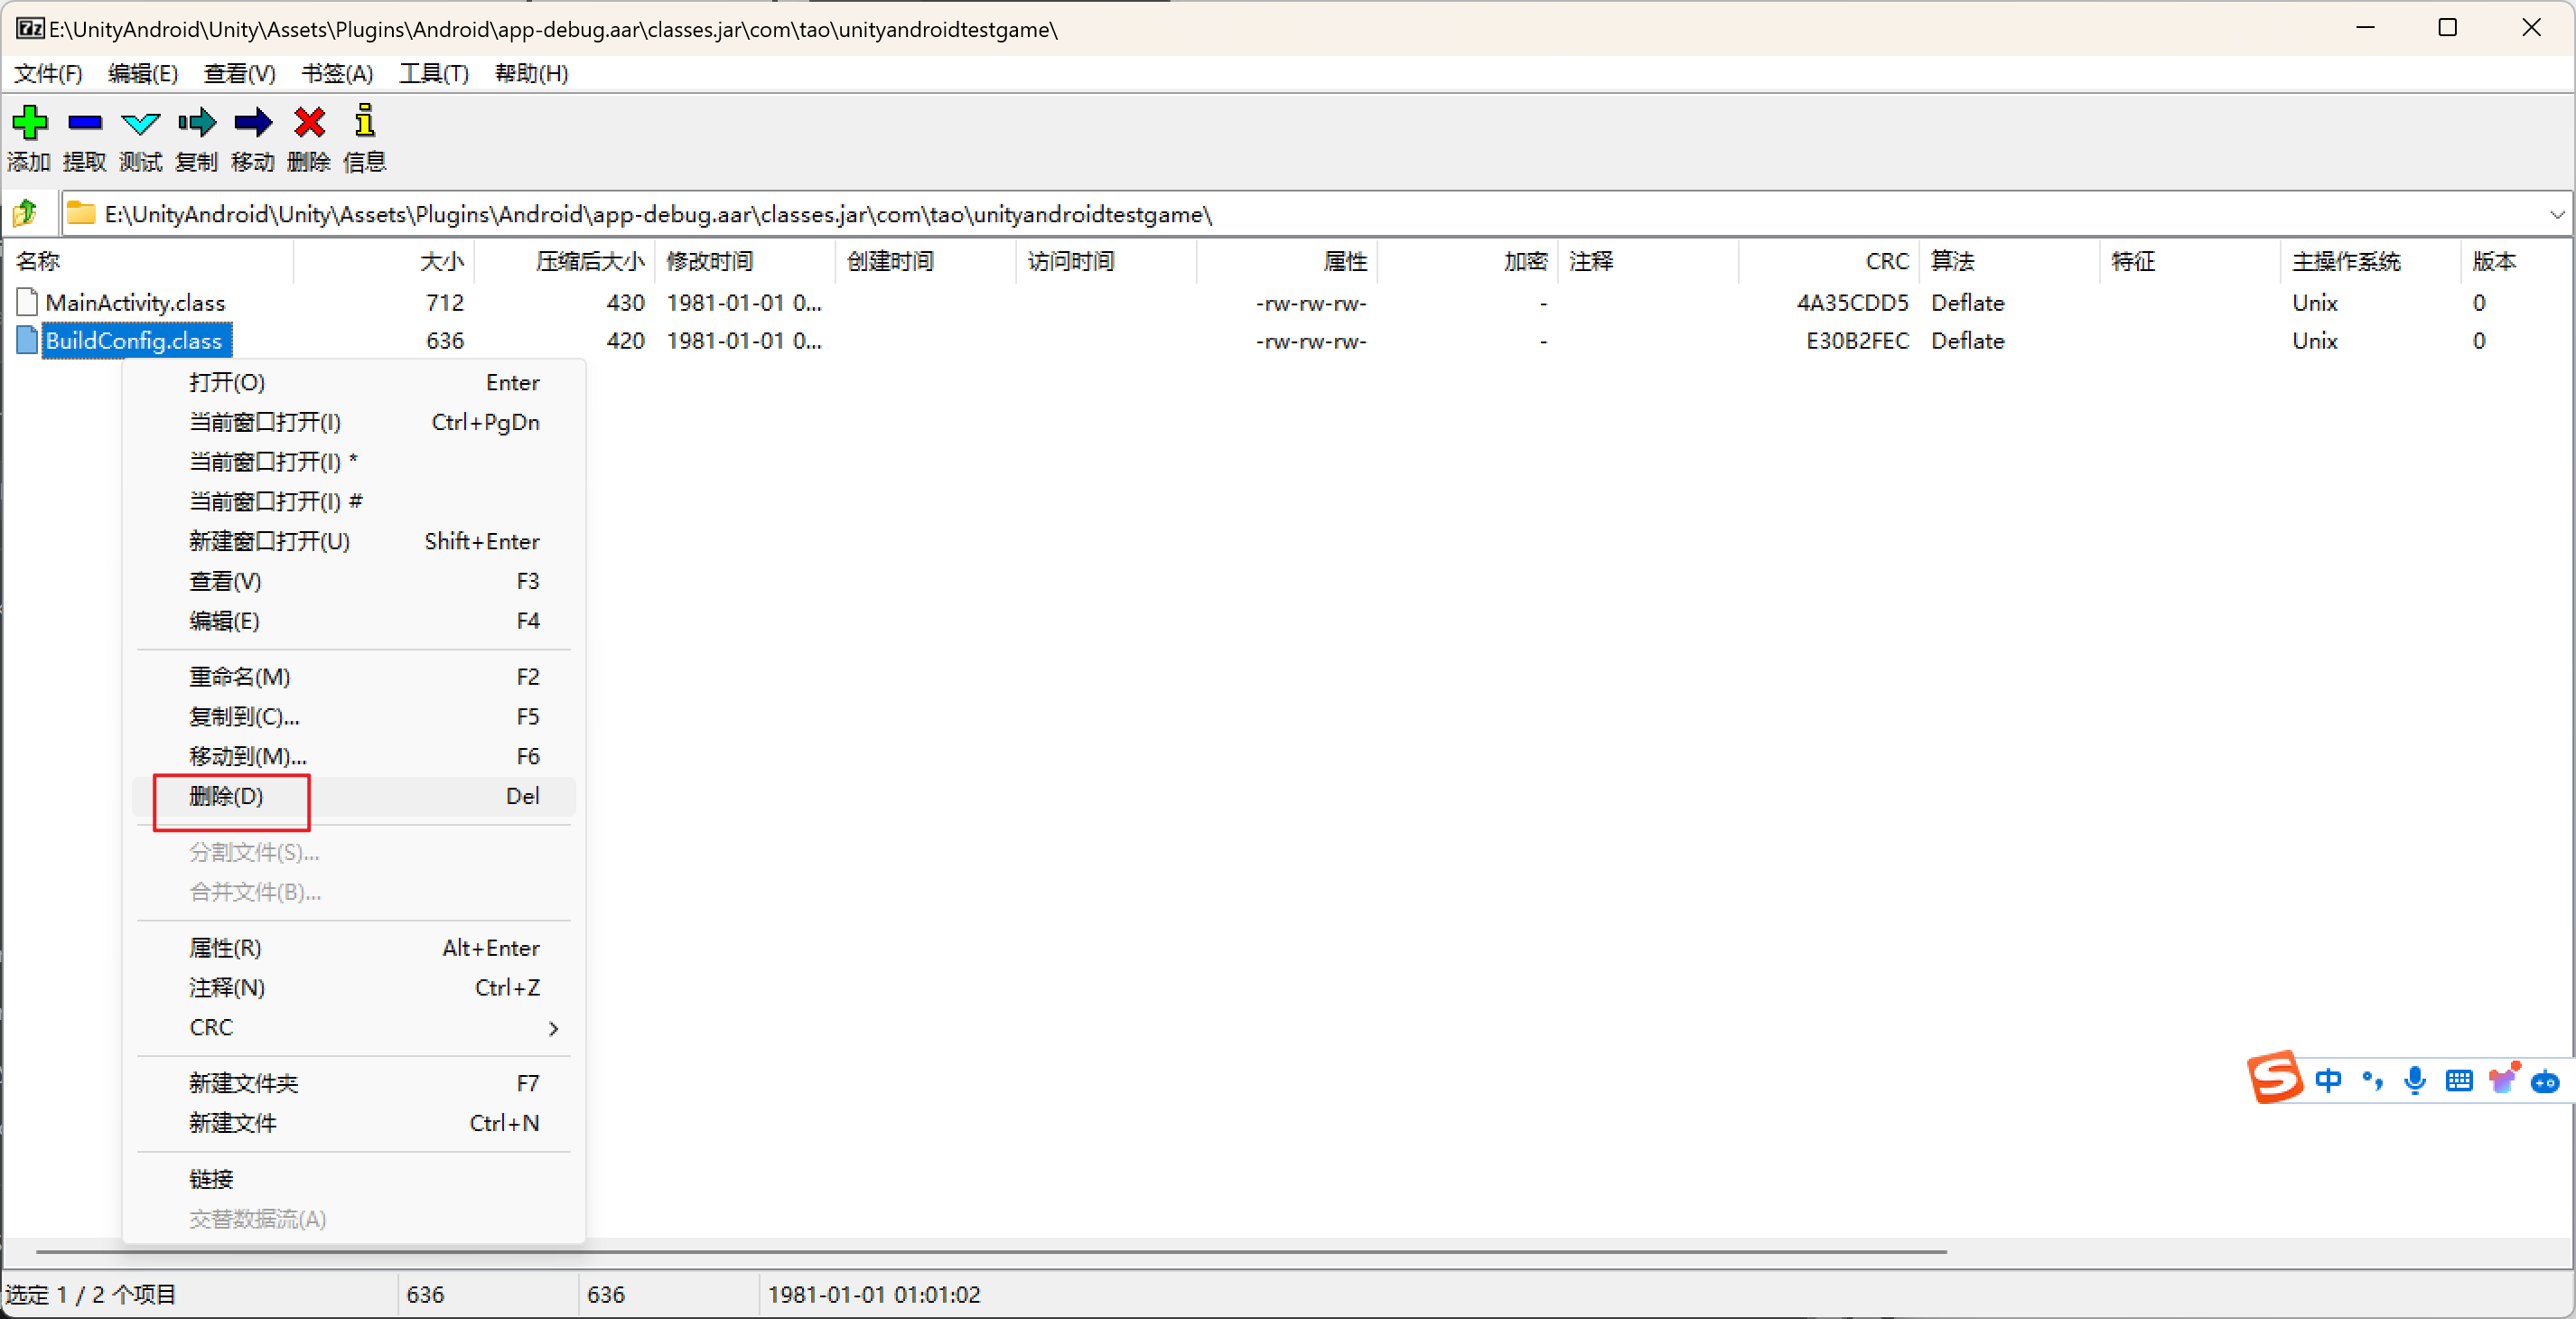 E:\UnityAndroid\Unity\Assets\Plugins\Android\app-debug.aar\classes.jar\com\tao\unityandroidtestgame\
文件(F) 编辑(E) 查看(V) 书签(A) 工具(T) 帮助(H)
添加 提取 测试 复制 移动 删除 信息
E:\UnityAndroid\Unity\Assets\Plugins\Android\app-debug.aar\classes.jar\com\tao\unityandroidtestgame\
名称 大小 压缩后大小 修改时间 创建时间 访问时间 属性 加密 注释 CRC 算法 特征 主操作系统 版本
MainActivity.class 712 430 1981-01-01 0... -rw-rw-rw- - 4A35CDD5 Deflate Unix 0
BuildConfig.class 636 420 1981-01-01 0... -rw-rw-rw- - E30B2FEC Deflate Unix 0
打开(O) Enter
当前窗口打开(I) Ctrl+PgDn
当前窗口打开(I) *
当前窗口打开(I) #
新建窗口打开(U) Shift+Enter
查看(V) F3
编辑(E) F4
重命名(M) F2
复制到(C)... F5
移动到(M)... F6
删除(D) Del
分割文件(S)...
合并文件(B)...
属性(R) Alt+Enter
注释(N) Ctrl+Z
CRC
新建文件夹 F7
新建文件 Ctrl+N
链接
交替数据流(A)
中
选定 1 / 2 个项目 636 636 1981-01-01 01:01:02